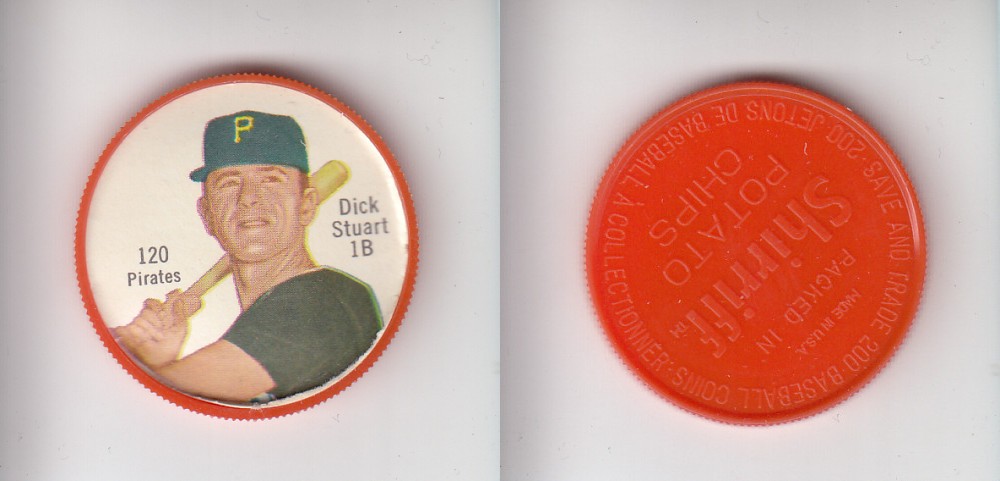 P
Dick
Stuart
1B
120
Pirates
SAVE AND TRADE 200 BASEBALL COINS · 200 JETONS DE BASEBALL À COLLECTIONNER ·
PACKED IN
Shirriff
POTATO
CHIPS
MADE IN U.S.A.